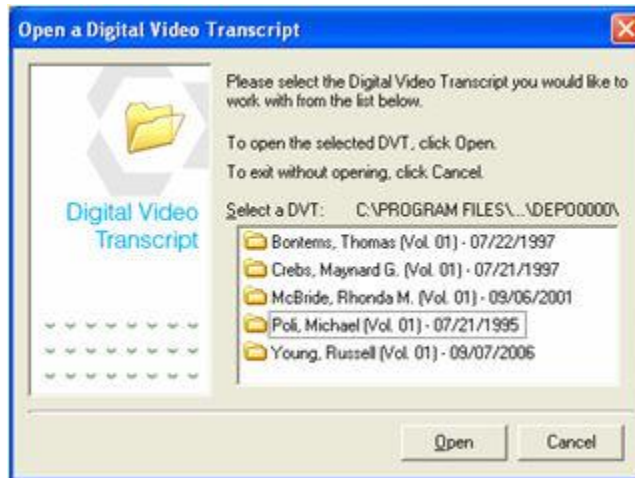 Open a Digital Video Transcript
Please select the Digital Video Transcript you would like to
work with from the list below.
To open the selected DVT, click Open.
To exit without opening, click Cancel.
Digital Video
Transcript
Select a DVT: C:\PROGRAM FILES\...\DEPO0000\
Bontems, Thomas (Vol. 01) - 07/22/1997
Crebs, Maynard G. (Vol. 01) - 07/21/1997
McBride, Rhonda M. (Vol. 01) - 09/06/2001
Poli, Michael (Vol. 01) - 07/21/1995
Young, Russell (Vol. 01) - 09/07/2006
Open Cancel